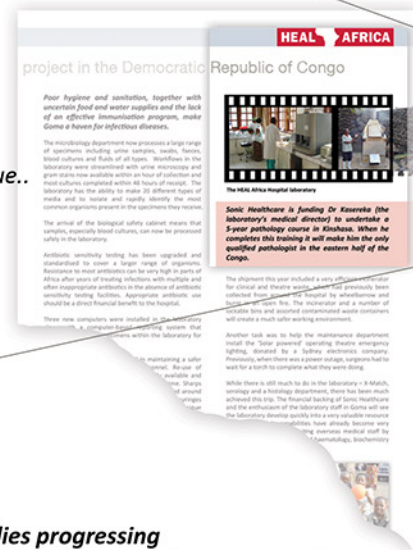 HEAL AFRICA
project in the Democratic Republic of Congo
Poor hygiene and sanitation, together with
uncertain food and water supplies and the lack
of an effective immunisation program, make
Goma a haven for infectious diseases.
The microbiology department now processes a large
range of specimens including urine samples, swabs, faeces,
blood cultures and fluids of all types. Workflows in the
laboratory were streamlined with urine microscopy and
gram stains now available within an hour of collection and
most cultures completed within 48 hours of receipt. The
laboratory has the ability to make 20 different types of
media and to isolate and rapidly identify the most
common organisms present in the specimens they receive.
The arrival of the biological safety cabinet means that
samples, especially blood cultures, can now be processed
safely in the laboratory.
Antibiotic sensitivity testing has been upgraded and
standardised to cover a larger range of organisms.
Resistance to most antibiotics can be very high in parts of
Africa after years of treating infections with multiple and
often inappropriate antibiotics in the absence of antibiotic
sensitivity testing facilities. Appropriate antibiotic use
should be a direct financial benefit to the hospital.
Three new computers were installed in the laboratory
a computer-based reporting system that
specimens within the laboratory for
in maintaining a safer
Re-use of
available and
Sharps
around
The HEAL Africa Hospital laboratory
Sonic Healthcare is funding Dr Kasereka (the
laboratory's medical director) to undertake a
5-year pathology course in Kinshasa. When he
completes this training it will make him the only
qualified pathologist in the eastern half of the
Congo.
The shipment this year included a very efficient incinerator
for clinical and theatre waste, which had previously been
collected from around the hospital by wheelbarrow and
burnt in an open fire. The incinerator and a number of
lockable bins and assorted contaminated waste containers
will create a much safer working environment.
Another task was to help the maintenance department
install the 'Solar powered' operating theatre emergency
lighting, donated by a Sydney electronics company.
Previously, when there was a power outage, surgeons had to
wait for a torch to complete what they were doing.
While there is still much to do in the laboratory – X-Match,
serology and histology department, there has been much
achieved this trip. The financial backing of Sonic Healthcare
and the enthusiasm of the laboratory staff in Goma will see
the laboratory develop quickly into a very valuable resource
have already become very
overseas medical staff by
haematology, biochemistry
ue..
dies progressing